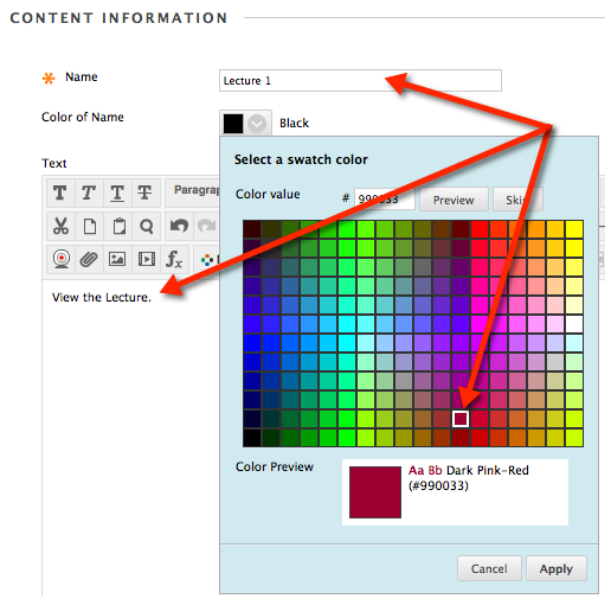 CONTENT INFORMATION
* Name
Lecture 1
Color of Name
Black
Select a swatch color
Text
Color value
# 990033
Preview
T T T T
View the Lecture.
Color Preview
Aa Bb Dark Pink-Red
(#990033)
Cancel
Apply